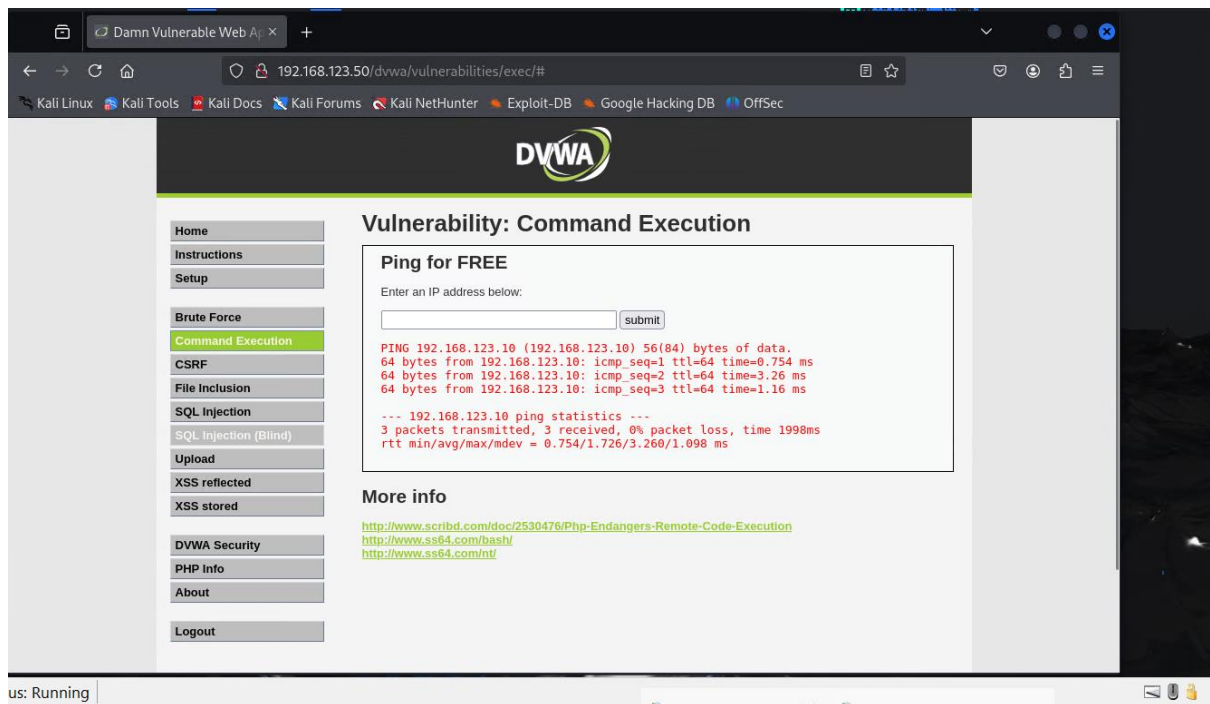 Damn Vulnerable Web Ap
192.168.123.50/dvwa/vulnerabilities/exec/#
Kali Linux Kali Tools Kali Docs Kali Forums Kali NetHunter Exploit-DB Google Hacking DB OffSec
DVWA
Home
Instructions
Setup
Brute Force
Command Execution
CSRF
File Inclusion
SQL Injection
SQL Injection (Blind)
Upload
XSS reflected
XSS stored
DVWA Security
PHP Info
About
Logout
Vulnerability: Command Execution
Ping for FREE
Enter an IP address below:
submit
PING 192.168.123.10 (192.168.123.10) 56(84) bytes of data.
64 bytes from 192.168.123.10: icmp_seq=1 ttl=64 time=0.754 ms
64 bytes from 192.168.123.10: icmp_seq=2 ttl=64 time=3.26 ms
64 bytes from 192.168.123.10: icmp_seq=3 ttl=64 time=1.16 ms
--- 192.168.123.10 ping statistics ---
3 packets transmitted, 3 received, 0% packet loss, time 1998ms
rtt min/avg/max/mdev = 0.754/1.726/3.260/1.098 ms
More info
http://www.scribd.com/doc/2530476/Php-Endangers-Remote-Code-Execution
http://www.ss64.com/bash/
http://www.ss64.com/nt/
us: Running